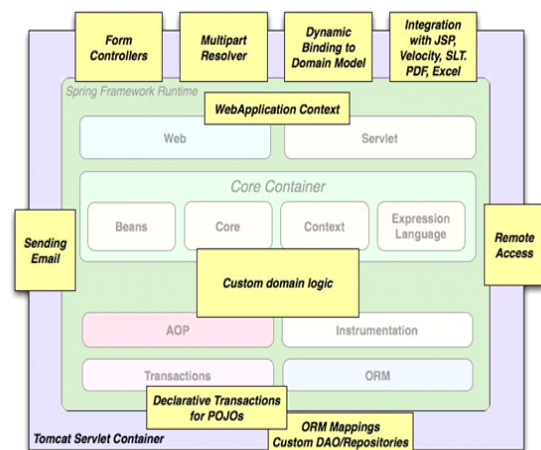 Form
Controllers
Multipart
Resolver
Dynamic
Binding to
Domain Model
Integration
with JSP,
Velocity, SLT.
PDF, Excel
Spring Framework Runtime
WebApplication Context
Web
Servlet
Core Container
Beans
Core
Context
Expression
Language
Sending
Email
Remote
Access
Custom domain logic
AOP
Instrumentation
Transactions
ORM
Declarative Transactions
for POJOs
ORM Mappings
Custom DAO/Repositories
Tomcat Servlet Container